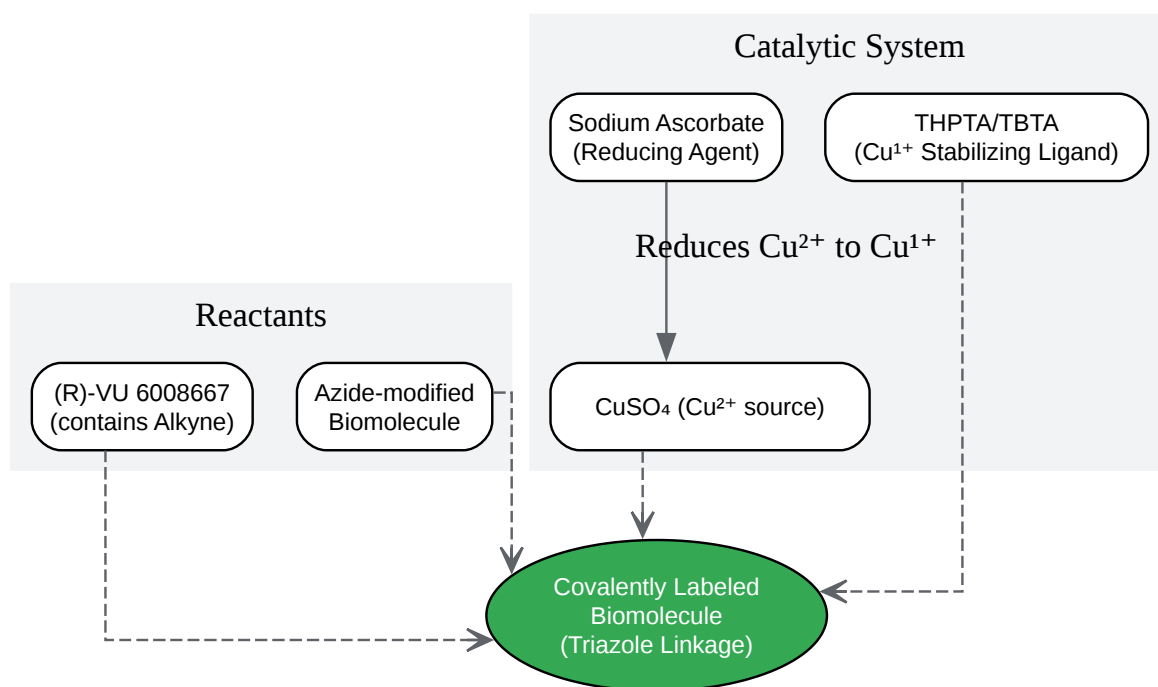 Catalytic System
Sodium Ascorbate
(Reducing Agent)
THPTA/TBTA
(Cu¹⁺ Stabilizing Ligand)
Reduces Cu²⁺ to Cu¹⁺
Reactants
(R)-VU 6008667
(contains Alkyne)
Azide-modified
Biomolecule
CuSO₄ (Cu²⁺ source)
Covalently Labeled
Biomolecule
(Triazole Linkage)